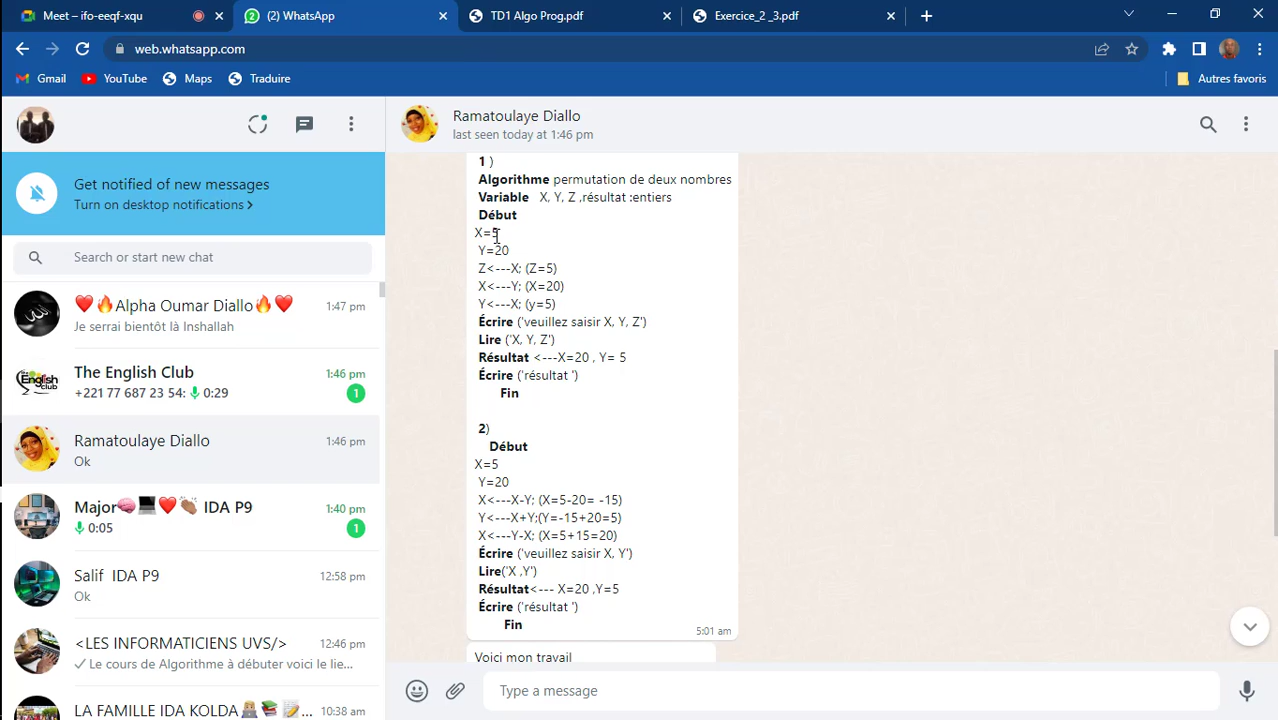 Meet – ifo-eeqf-xqu
(2) WhatsApp
TD1 Algo Prog.pdf
Exercice_2 _3.pdf
web.whatsapp.com
Gmail
YouTube
Maps
Traduire
Autres favoris
Get notified of new messages
Turn on desktop notifications >
Search or start new chat
❤️🔥Alpha Oumar Diallo🔥❤️
1:47 pm
Je serrai bientôt là Inshallah
The English Club
1:46 pm
+221 77 687 23 54: 0:29
1
Ramatoulaye Diallo
1:46 pm
Ok
Major🧠💻❤️👏🏽 IDA P9
1:40 pm
0:05
1
Salif IDA P9
12:58 pm
Ok
<LES INFORMATICIENS UVS/>
12:46 pm
✓ Le cours de Algorithme à débuter voici le lie...
LA FAMILLE IDA KOLDA
10:38 am
Ramatoulaye Diallo
last seen today at 1:46 pm
1 )
Algorithme permutation de deux nombres
Variable X, Y, Z ,résultat :entiers
Début
X=5
Y=20
Z<---X; (Z=5)
X<---Y; (X=20)
Y<---X; (y=5)
Écrire ('veuillez saisir X, Y, Z')
Lire ('X, Y, Z')
Résultat <---X=20 , Y= 5
Écrire ('résultat ')
Fin
2)
Début
X=5
Y=20
X<---X-Y; (X=5-20= -15)
Y<---X+Y;(Y=-15+20=5)
X<---Y-X; (X=5+15=20)
Écrire ('veuillez saisir X, Y')
Lire('X ,Y')
Résultat<--- X=20 ,Y=5
Écrire ('résultat ')
Fin
5:01 am
Voici mon travail
Type a message